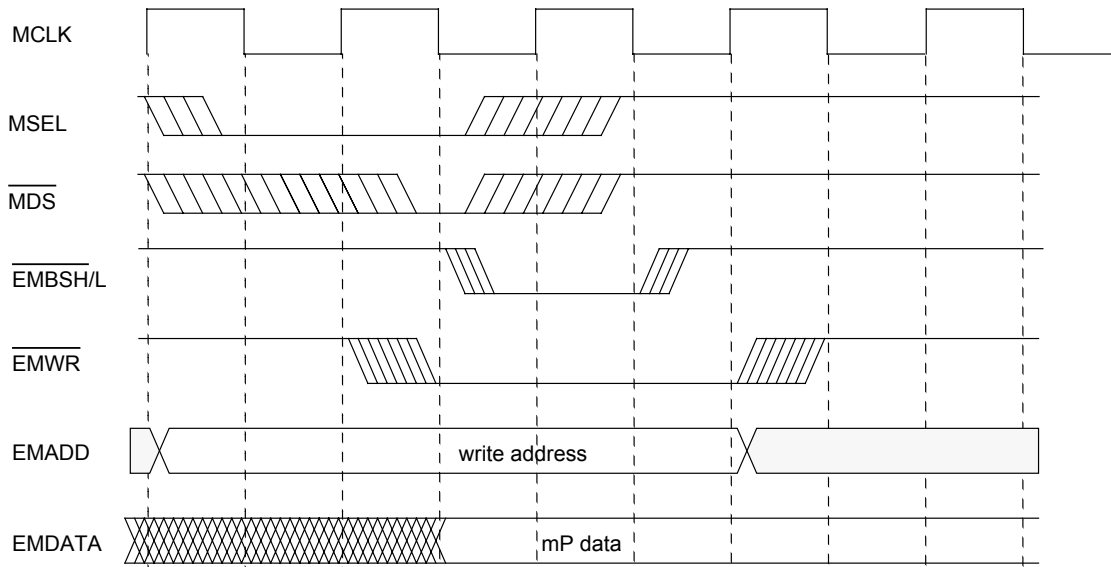 MCLK
MSEL
MDS
EMBSH/L
EMWR
EMADD write address
EMDATA mP data